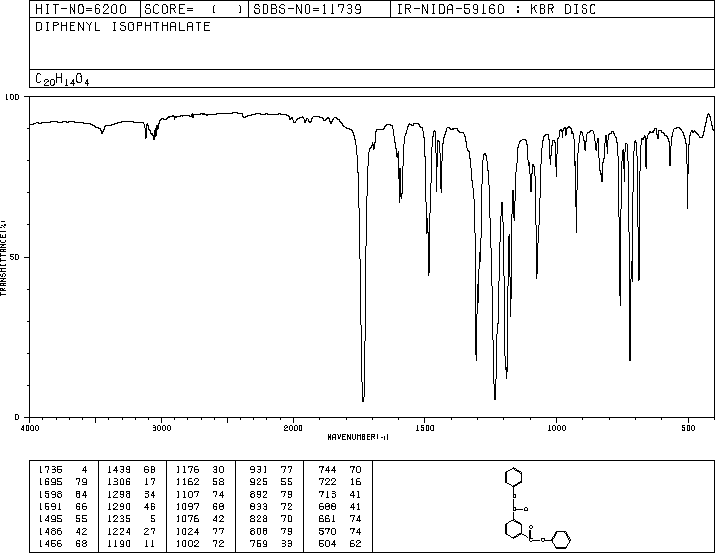 HIT-NO=6200 SCORE= ( ) SDBS-NO=11739 IR-NIDA-59160 : KBR DISC
DIPHENYL ISOPHTHALATE
C20H14O4
100
50
0
TRANSMITTANCE(%)
4000 3000 2000 1500 1000 500
WAVENUMBER(-1)
1736 4 1439 68 1176 30 931 77 744 70
1695 79 1306 17 1162 58 925 55 722 16
1598 84 1298 34 1107 74 892 79 713 41
1591 66 1290 46 1097 68 833 72 688 41
1495 55 1235 5 1076 42 828 70 661 74
1486 42 1224 27 1024 77 808 79 570 74
1456 68 1190 11 1002 72 759 33 504 62